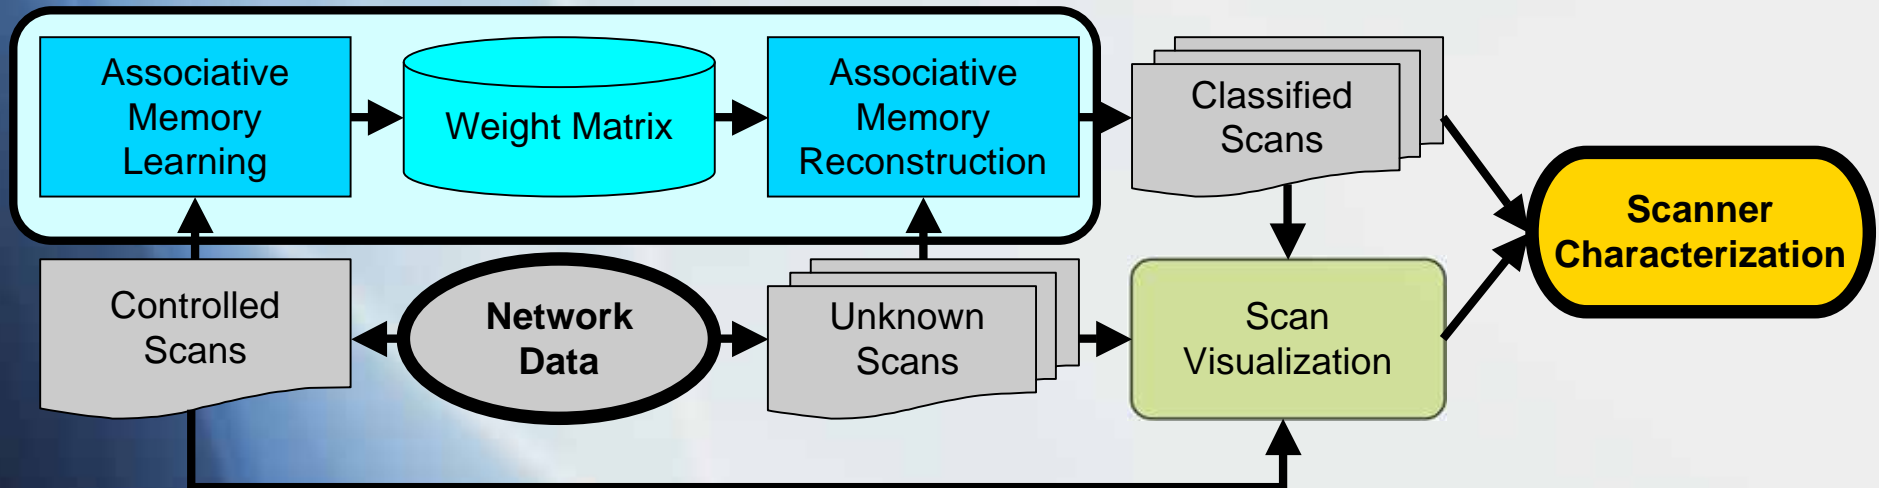 Associative
Memory
Learning
Weight Matrix
Associative
Memory
Reconstruction
Classified
Scans
Scanner
Characterization
Controlled
Scans
Network
Data
Unknown
Scans
Scan
Visualization